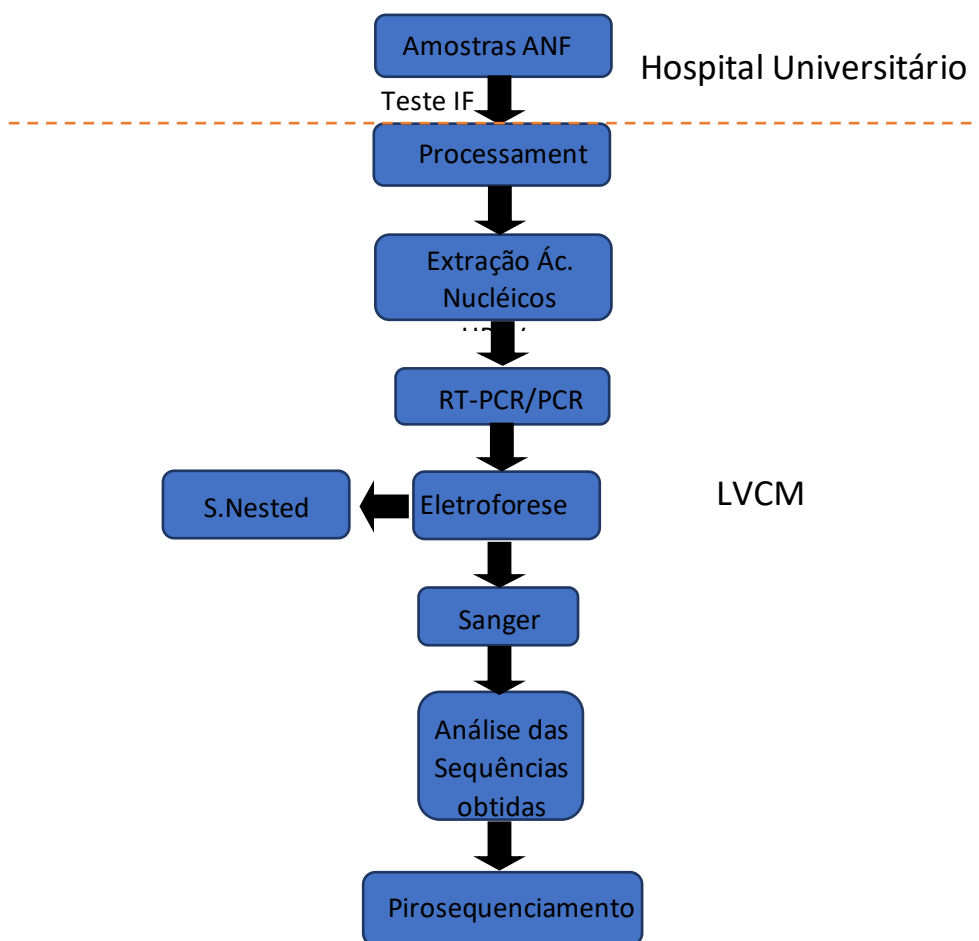 Amostras ANF
Hospital Universitário
Teste IF
Processament
Extração Ác.
Nucléicos
RT-PCR/PCR
S.Nested
Eletroforese
LVCM
Sanger
Análise das
Sequências
obtidas
Pirosequenciamento